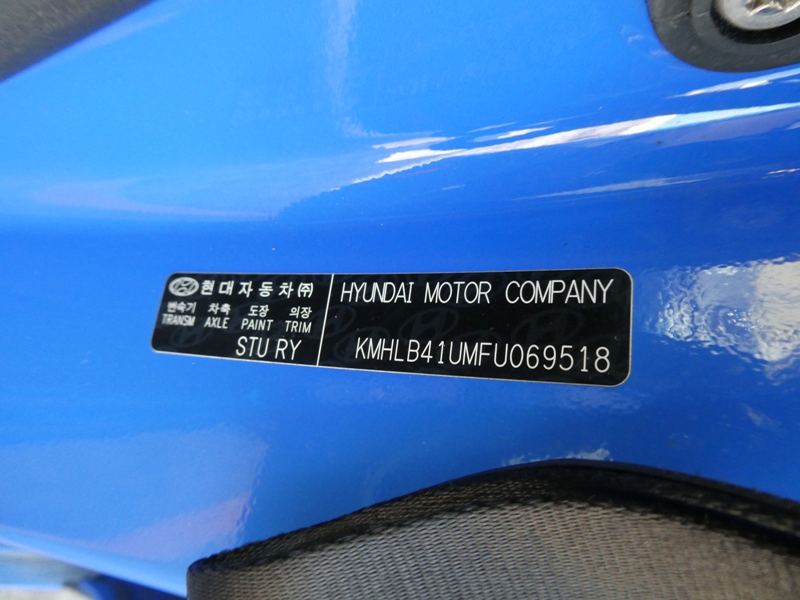 현대자동차㈜
변속기 차축 도장 의장
TRANSM AXLE PAINT TRIM
STU RY
HYUNDAI MOTOR COMPANY
KMHLB41UMFU069518